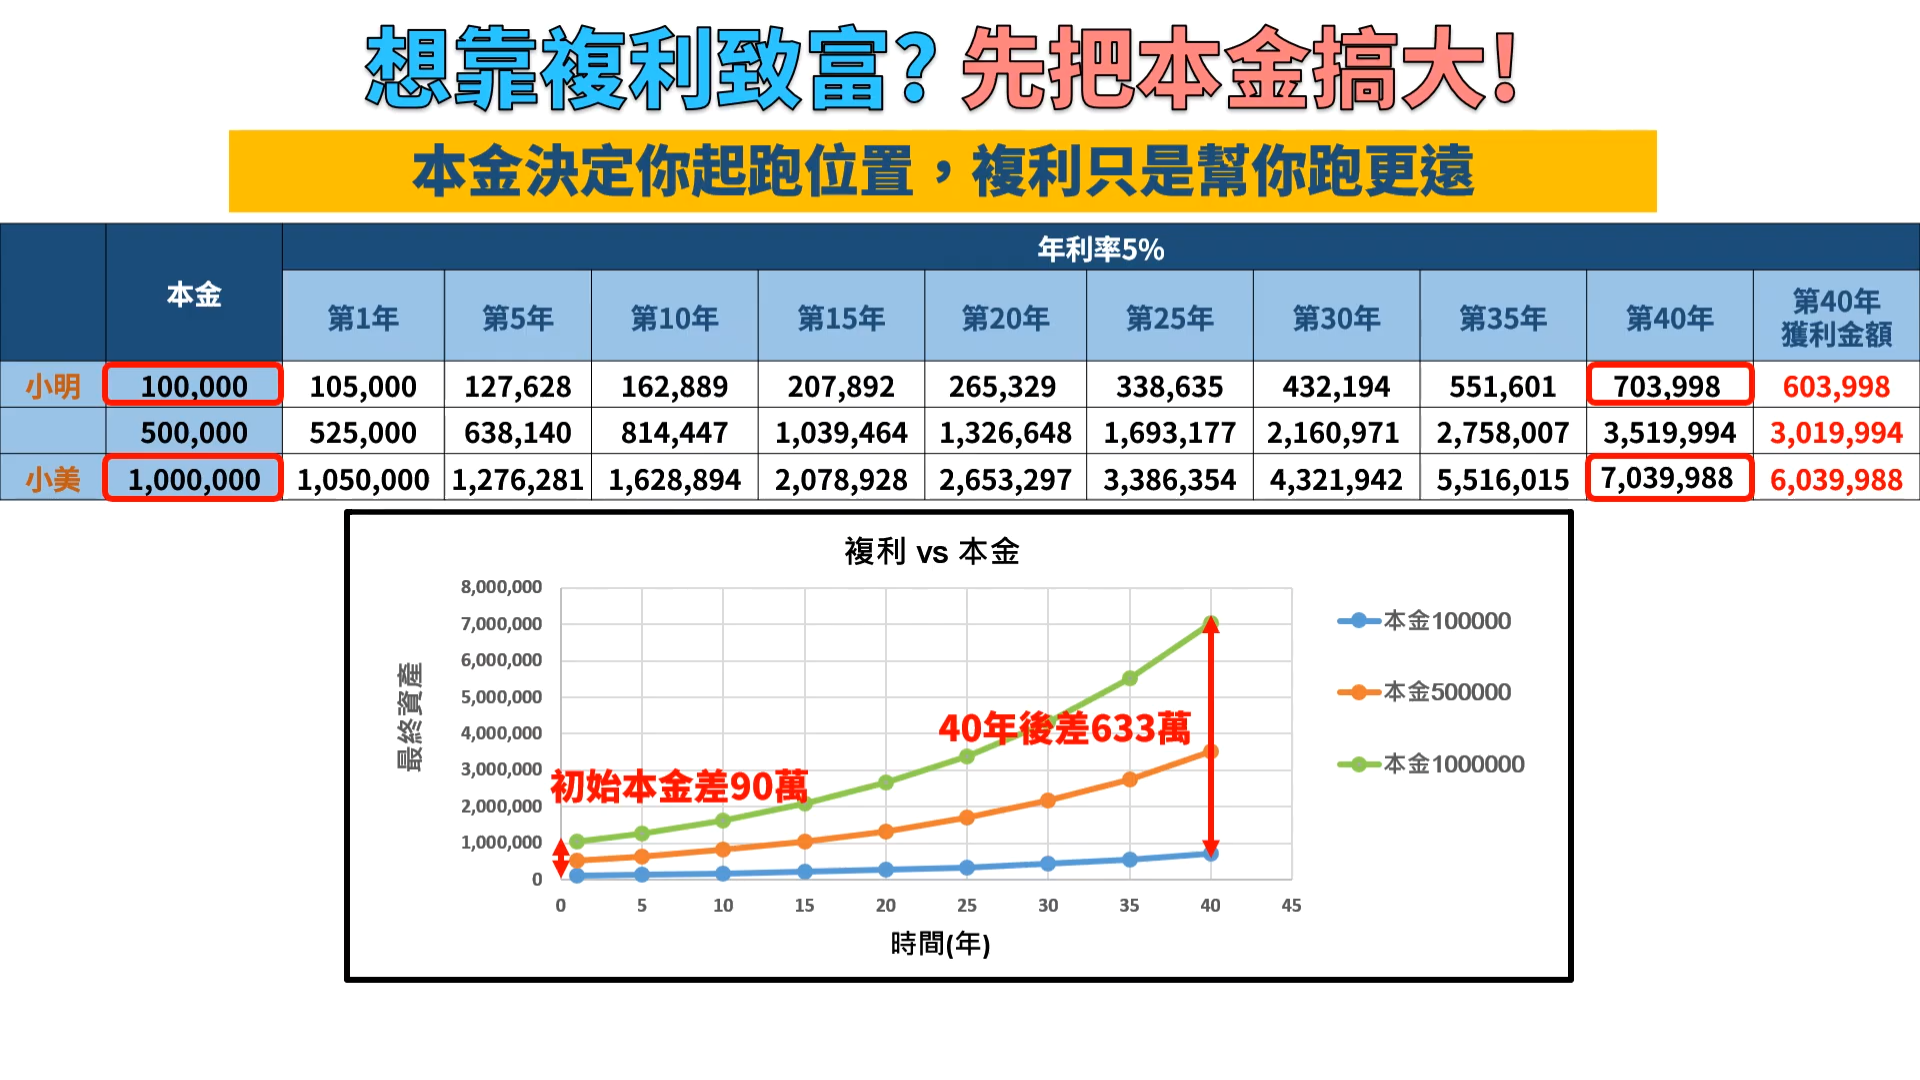 想靠複利致富? 先把本金搞大!
本金決定你起跑位置，複利只是幫你跑更遠
本金
年利率5%
第1年 第5年 第10年 第15年 第20年 第25年 第30年 第35年 第40年 第40年
獲利金額
小明 100,000 105,000 127,628 162,889 207,892 265,329 338,635 432,194 551,601 703,998 603,998
500,000 525,000 638,140 814,447 1,039,464 1,326,648 1,693,177 2,160,971 2,758,007 3,519,994 3,019,994
小美 1,000,000 1,050,000 1,276,281 1,628,894 2,078,928 2,653,297 3,386,354 4,321,942 5,516,015 7,039,988 6,039,988
複利 vs 本金
8,000,000
7,000,000
6,000,000
5,000,000
4,000,000
3,000,000
2,000,000
1,000,000
0
最終資產
40年後差633萬
初始本金差90萬
0 5 10 15 20 25 30 35 40 45
時間(年)
本金100000
本金500000
本金1000000